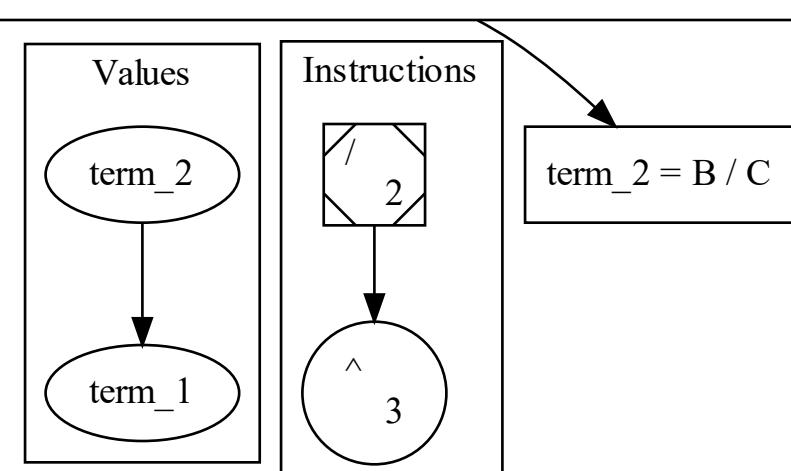 Values
term_2
term_1
Instructions
/
2
^
3
term_2 = B / C